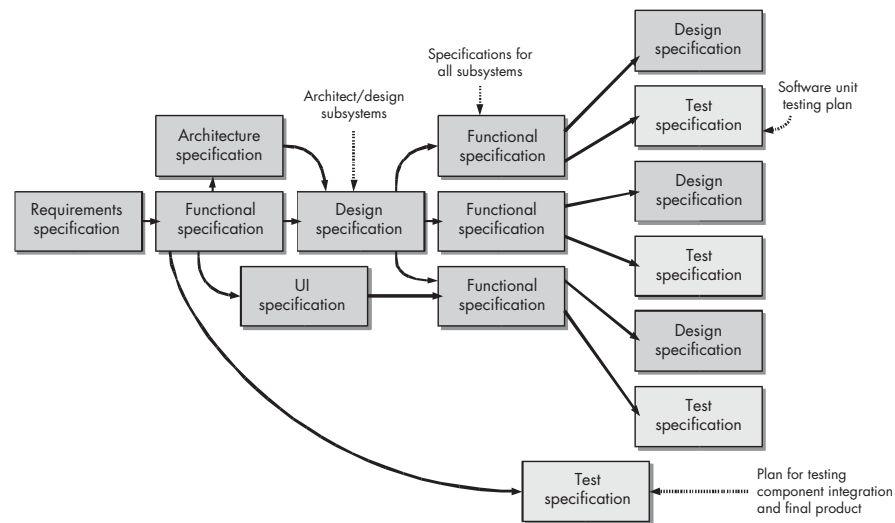 Design
specification
Specifications for
all subsystems
Software unit
testing plan
Architect/design
subsystems
Test
specification
Architecture
specification
Functional
specification
Design
specification
Requirements
specification
Functional
specification
Design
specification
Functional
specification
Test
specification
UI
specification
Functional
specification
Design
specification
Test
specification
Test
specification
Plan for testing
component integration
and final product